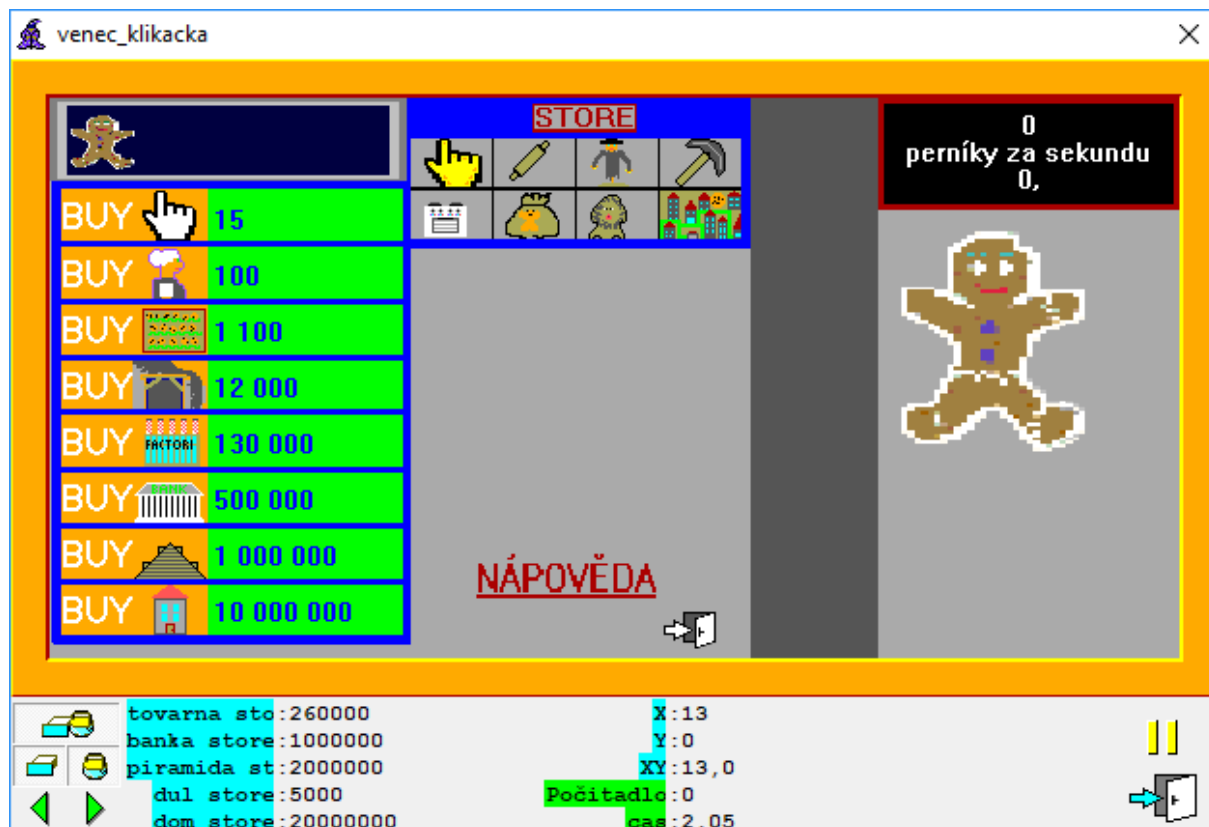 venec_klikacka
STORE
0
perníky za sekundu
0,
BUY 15
BUY 100
BUY 1 100
BUY 12 000
BUY FACTORI 130 000
BUY BANK 500 000
BUY 1 000 000
BUY 10 000 000
NÁPOVĚDA
tovarna sto:260000
banka store:1000000
piramida st:2000000
dul store:5000
dom store:20000000
X:13
Y:0
XY:13,0
Počitadlo:0
cas:2,05